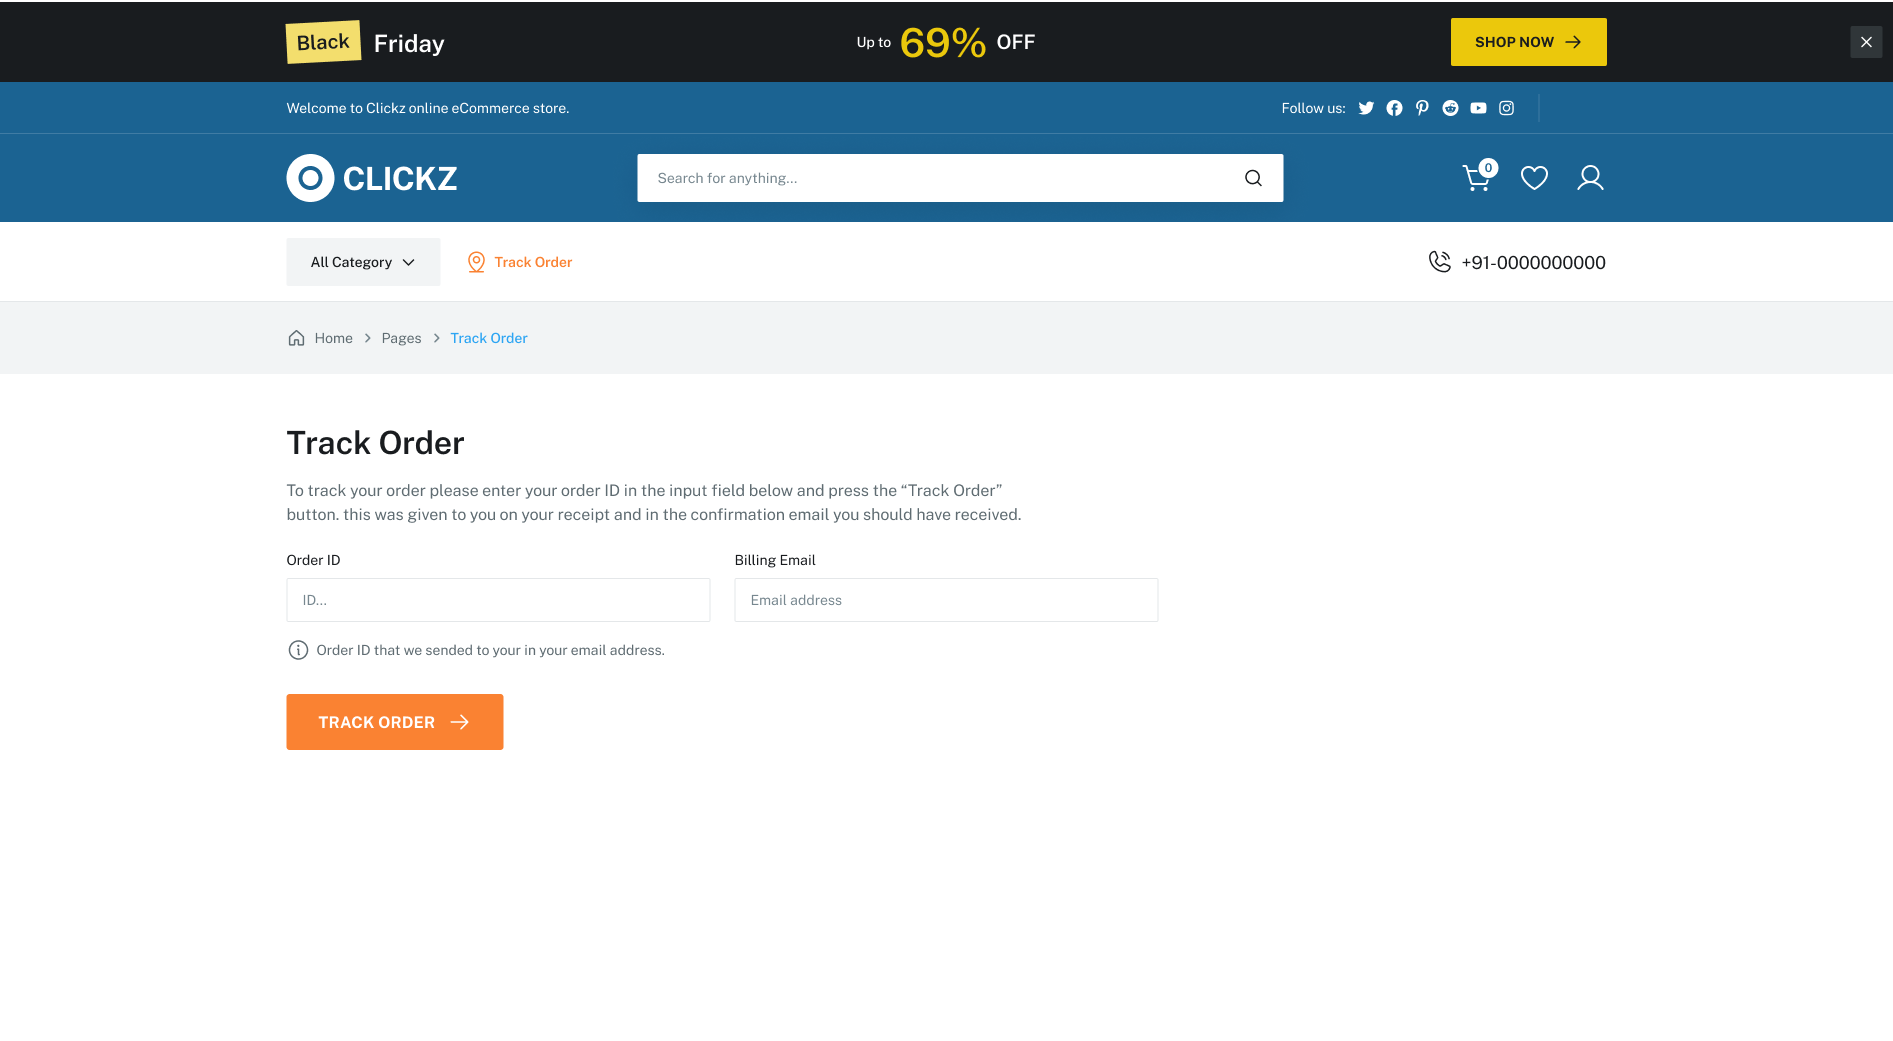 Black Friday
Up to 69% OFF
SHOP NOW
Welcome to Clickz online eCommerce store.
Follow us:
CLICKZ
Search for anything...
0
All Category
Track Order
+91-0000000000
Home
Pages
Track Order
Track Order
To track your order please enter your order ID in the input field below and press the “Track Order”
button. this was given to you on your receipt and in the confirmation email you should have received.
Order ID
Billing Email
ID...
Email address
Order ID that we sended to your in your email address.
TRACK ORDER